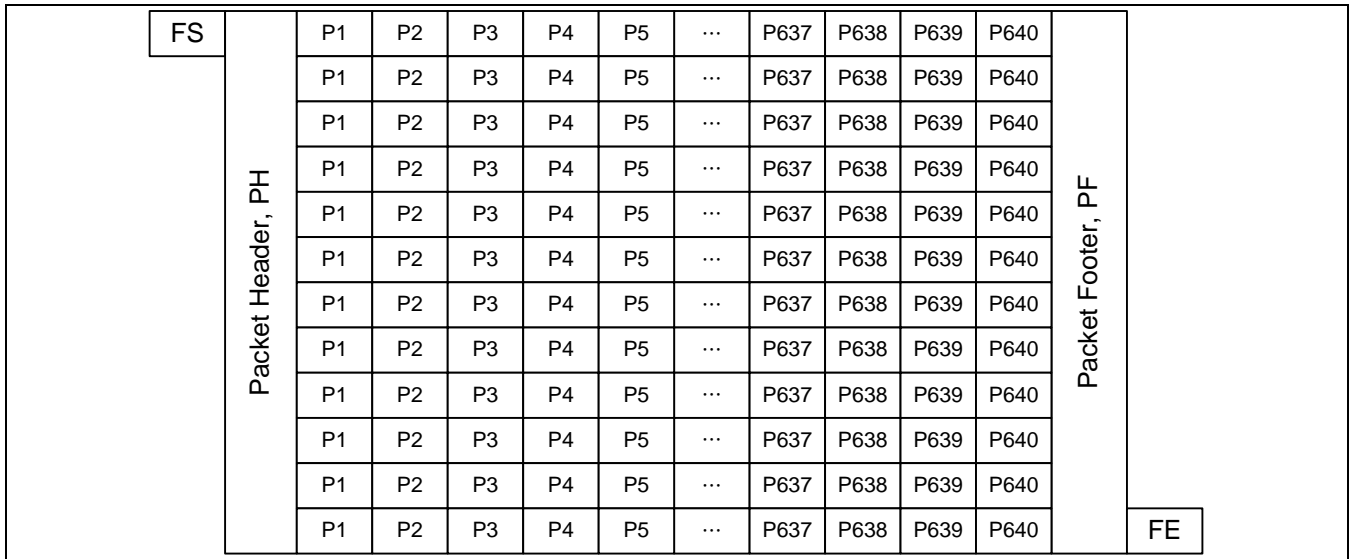 FS P1 P2 P3 P4 P5 ... P637 P638 P639 P640
P1 P2 P3 P4 P5 ... P637 P638 P639 P640
P1 P2 P3 P4 P5 ... P637 P638 P639 P640
P1 P2 P3 P4 P5 ... P637 P638 P639 P640
P1 P2 P3 P4 P5 ... P637 P638 P639 P640
P1 P2 P3 P4 P5 ... P637 P638 P639 P640
P1 P2 P3 P4 P5 ... P637 P638 P639 P640
P1 P2 P3 P4 P5 ... P637 P638 P639 P640
P1 P2 P3 P4 P5 ... P637 P638 P639 P640
P1 P2 P3 P4 P5 ... P637 P638 P639 P640
P1 P2 P3 P4 P5 ... P637 P638 P639 P640
P1 P2 P3 P4 P5 ... P637 P638 P639 P640 FE
Packet Header, PH
Packet Footer, PF